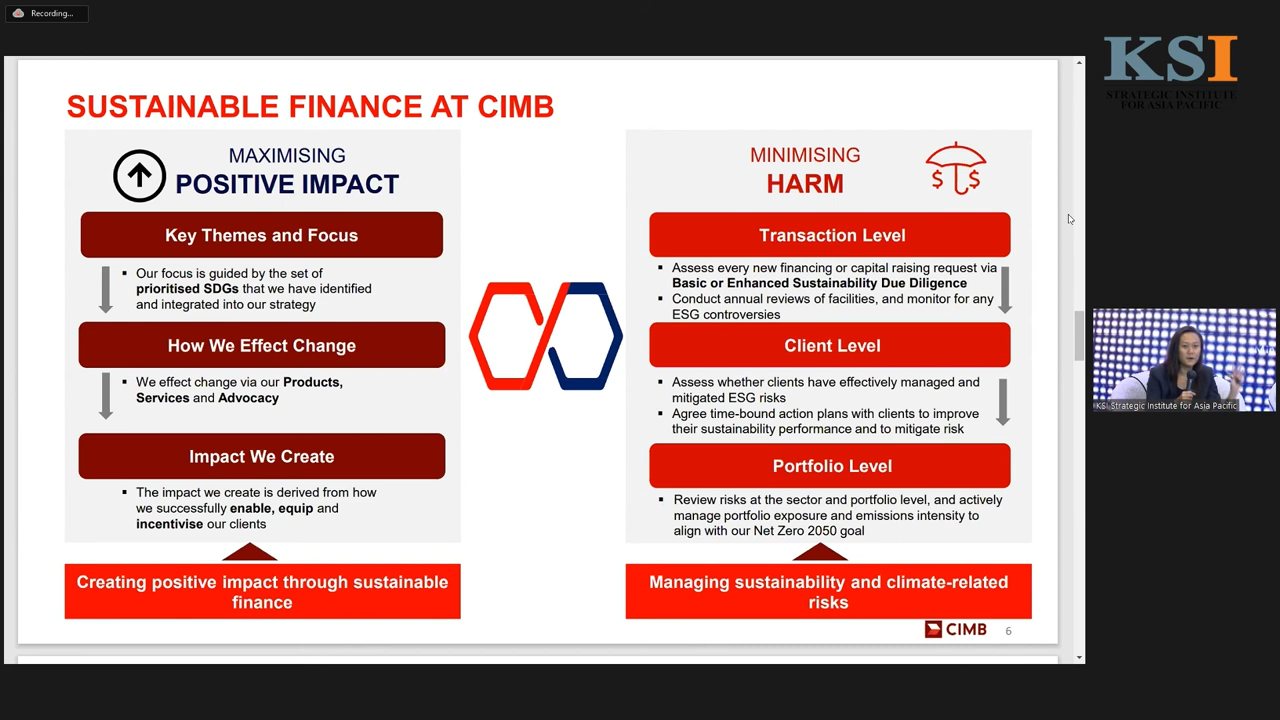 Recording...
KSI
STRATEGIC INSTITUTE
FOR ASIA PACIFIC
SUSTAINABLE FINANCE AT CIMB
MAXIMISING
POSITIVE IMPACT
Key Themes and Focus
▪ Our focus is guided by the set of
prioritised SDGs that we have identified
and integrated into our strategy
How We Effect Change
▪ We effect change via our Products,
Services and Advocacy
Impact We Create
▪ The impact we create is derived from how
we successfully enable, equip and
incentivise our clients
Creating positive impact through sustainable
finance
MINIMISING
HARM
Transaction Level
▪ Assess every new financing or capital raising request via
Basic or Enhanced Sustainability Due Diligence
▪ Conduct annual reviews of facilities, and monitor for any
ESG controversies
Client Level
▪ Assess whether clients have effectively managed and
mitigated ESG risks
▪ Agree time-bound action plans with clients to improve
their sustainability performance and to mitigate risk
Portfolio Level
▪ Review risks at the sector and portfolio level, and actively
manage portfolio exposure and emissions intensity to
align with our Net Zero 2050 goal
Managing sustainability and climate-related
risks
CIMB 6
KSI Strategic Institute for Asia Pacific